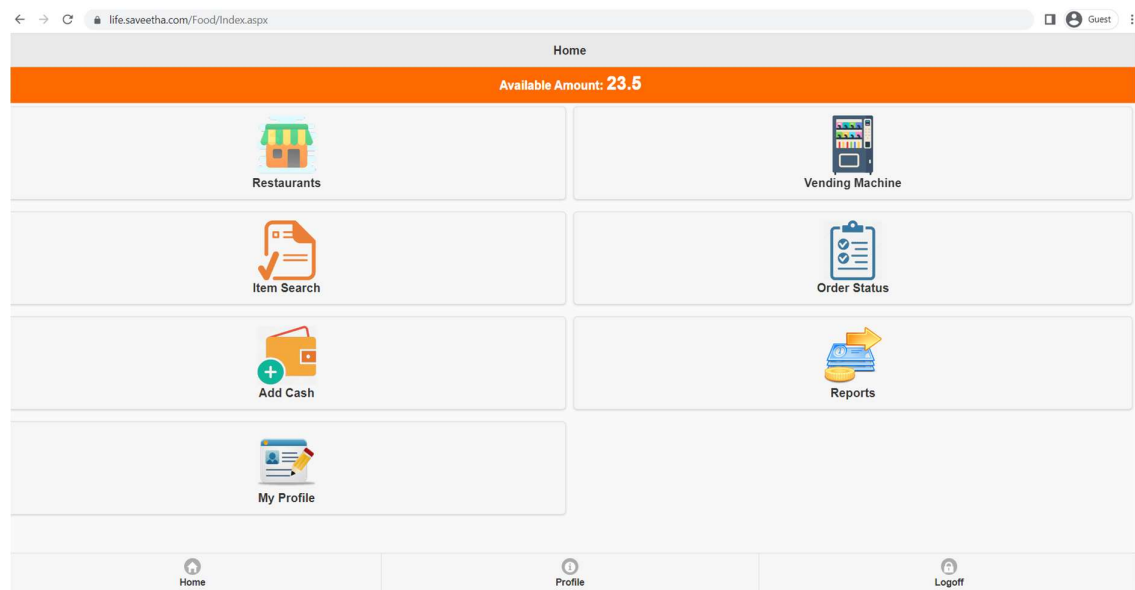 life.saveetha.com/Food/Index.aspx
Guest
Home
Available Amount: 23.5
Restaurants
Vending Machine
Item Search
Order Status
Add Cash
Reports
My Profile
Home
Profile
Logoff